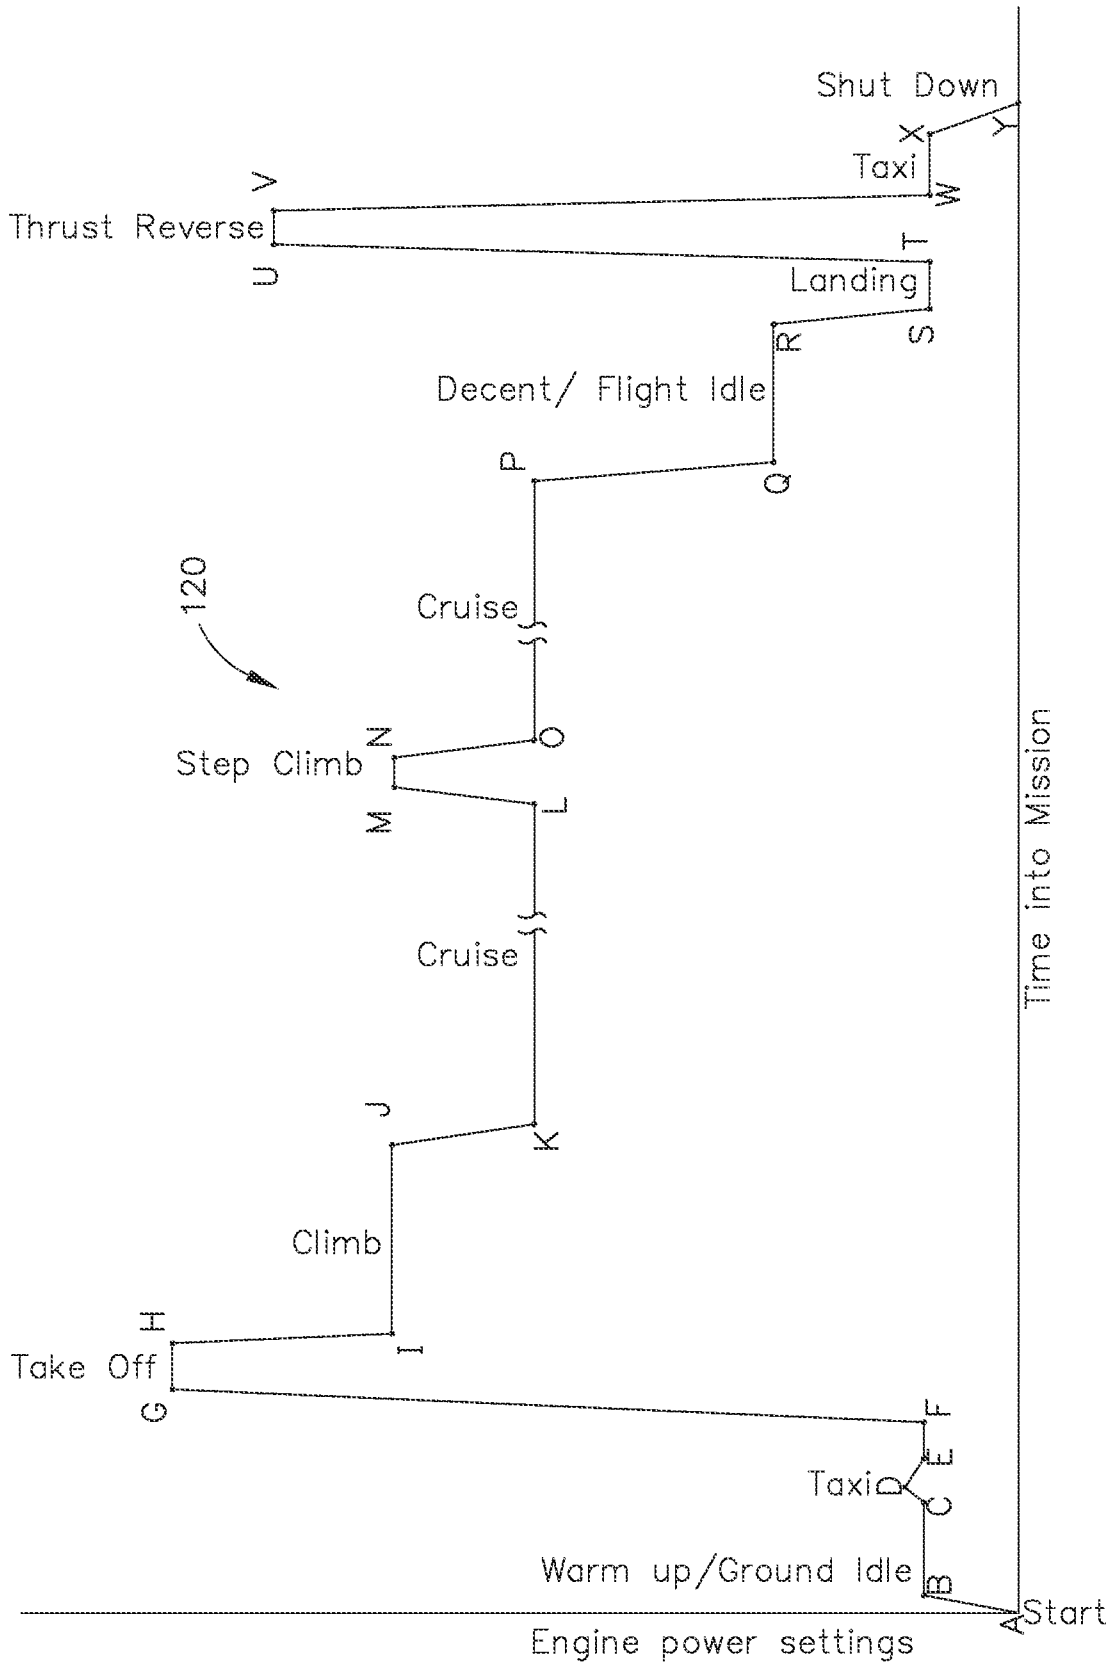 Shut Down
X
Y
Taxi
V
W
Thrust Reverse
T
U
Landing
S
R
Decent/ Flight Idle
P
Q
120
Cruise
N
O
Step Climb
M
L
Time into Mission
Cruise
J
K
Climb
H
I
Take Off
G
F
E
Taxi
D
C
Warm up/Ground Idle
B
A
Start
Engine power settings